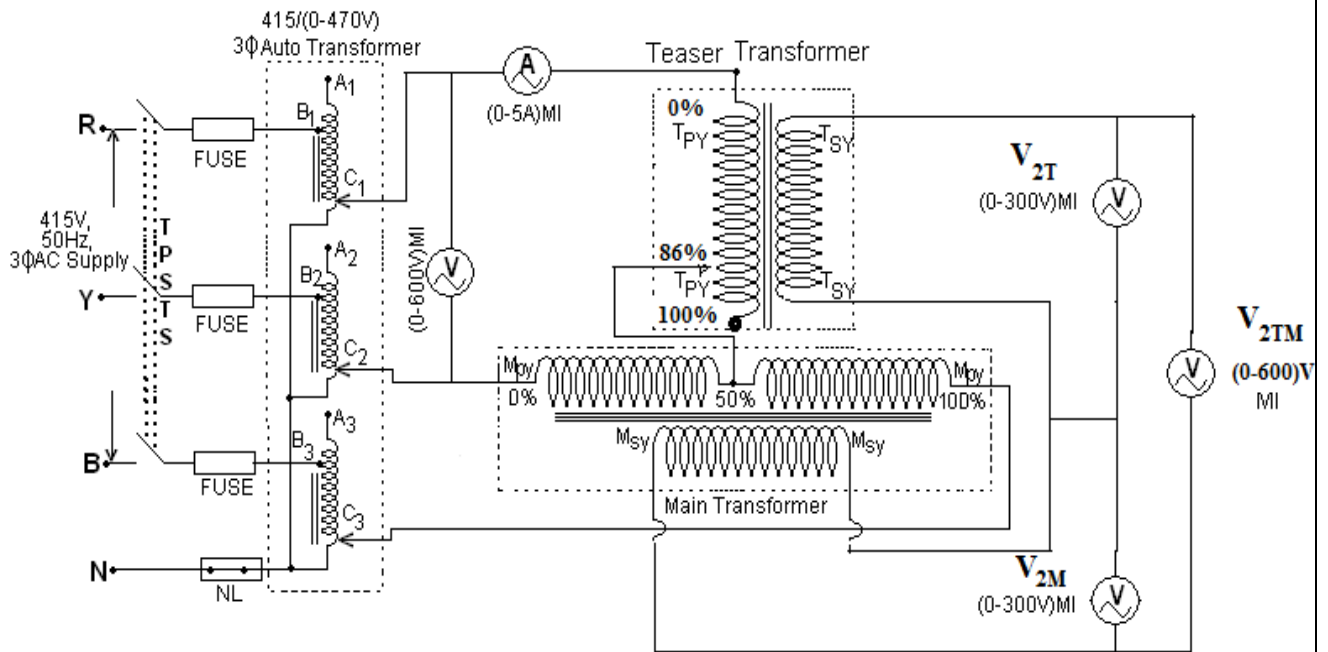 415/(0-470V)
3ϕ Auto Transformer
Teaser Transformer
A
(0-5A)MI
A1
B1
C1
R
FUSE
0%
TPY
TSY
V2T
V
(0-300V)MI
415V,
50Hz,
3ϕAC Supply
T
P
S
T
S
A2
B2
C2
Y
FUSE
V
(0-600V)MI
86%
TPY
TSY
100%
V2TM
V
(0-600)V
MI
Mpy
0%
50%
Mpy
100%
A3
B3
C3
B
FUSE
MSy
MSy
Main Transformer
N
NL
V2M
V
(0-300V)MI